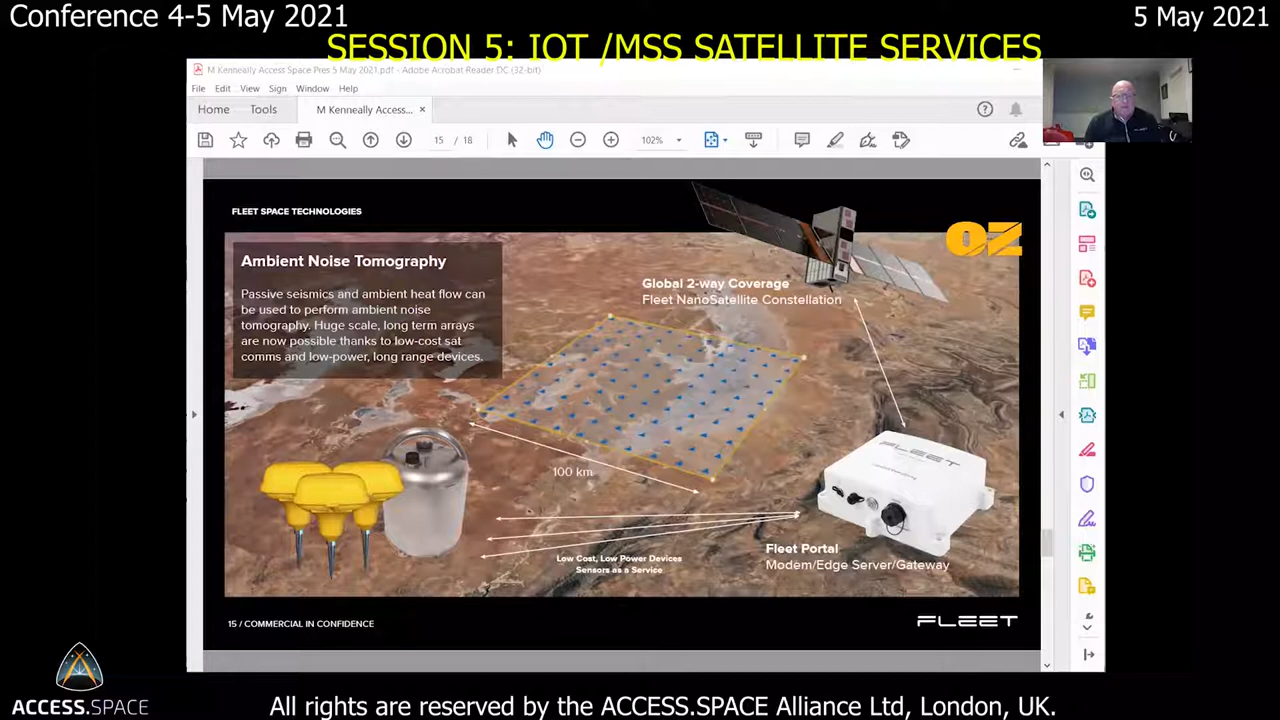 Conference 4-5 May 2021
5 May 2021
SESSION 5: IOT /MSS SATELLITE SERVICES
M Kenneally Access Space Pres 5 May 2021.pdf - Adobe Acrobat Reader DC (32-bit)
File Edit View Sign Window Help
Home Tools M Kenneally Access... ×
15 / 18 102%
FLEET SPACE TECHNOLOGIES
OZ
Ambient Noise Tomography
Passive seismics and ambient heat flow can
be used to perform ambient noise
tomography. Huge scale, long term arrays
are now possible thanks to low-cost sat
comms and low-power, long range devices.
Global 2-way Coverage
Fleet NanoSatellite Constellation
100 km
FLEET
Low Cost, Low Power Devices
Sensors as a Service
Fleet Portal
Modem/Edge Server/Gateway
15 / COMMERCIAL IN CONFIDENCE
FLEET
ACCESS.SPACE
All rights are reserved by the ACCESS.SPACE Alliance Ltd, London, UK.